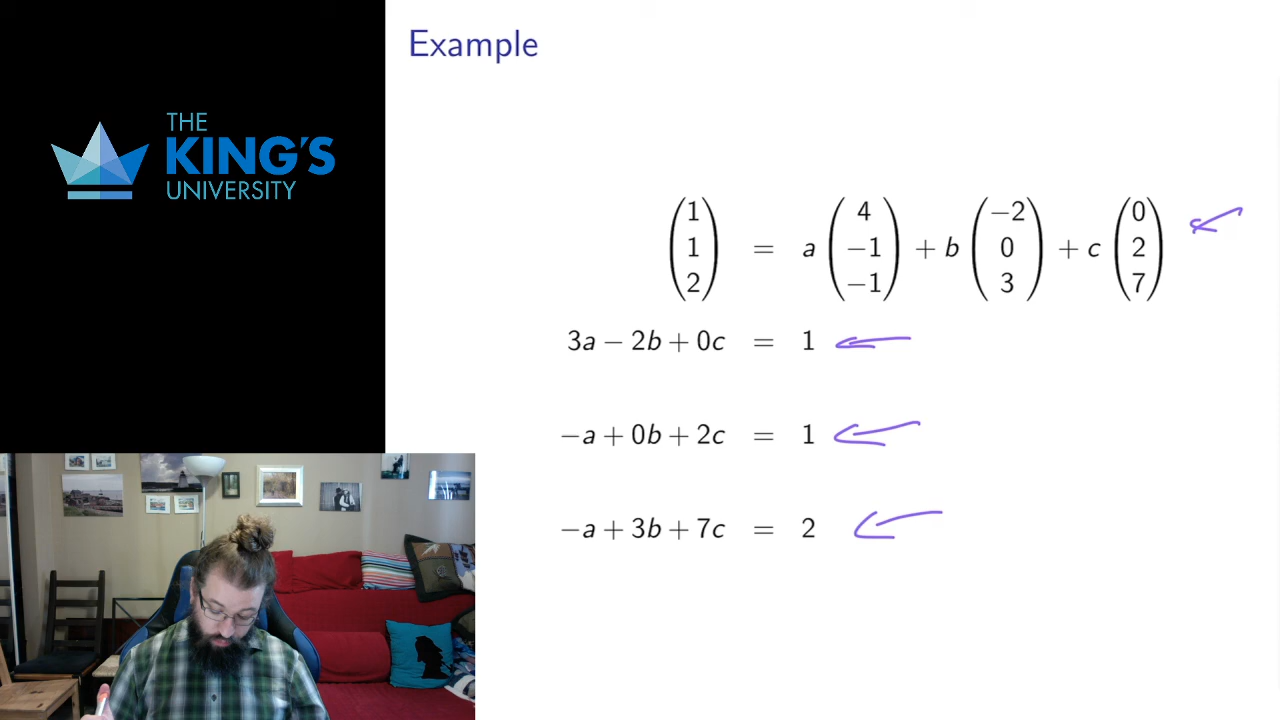 THE
KING'S
UNIVERSITY
Example
(1 1 2) = a (4 −1 −1) + b (−2 0 3) + c (0 2 7)
3a − 2b + 0c = 1
−a + 0b + 2c = 1
−a + 3b + 7c = 2